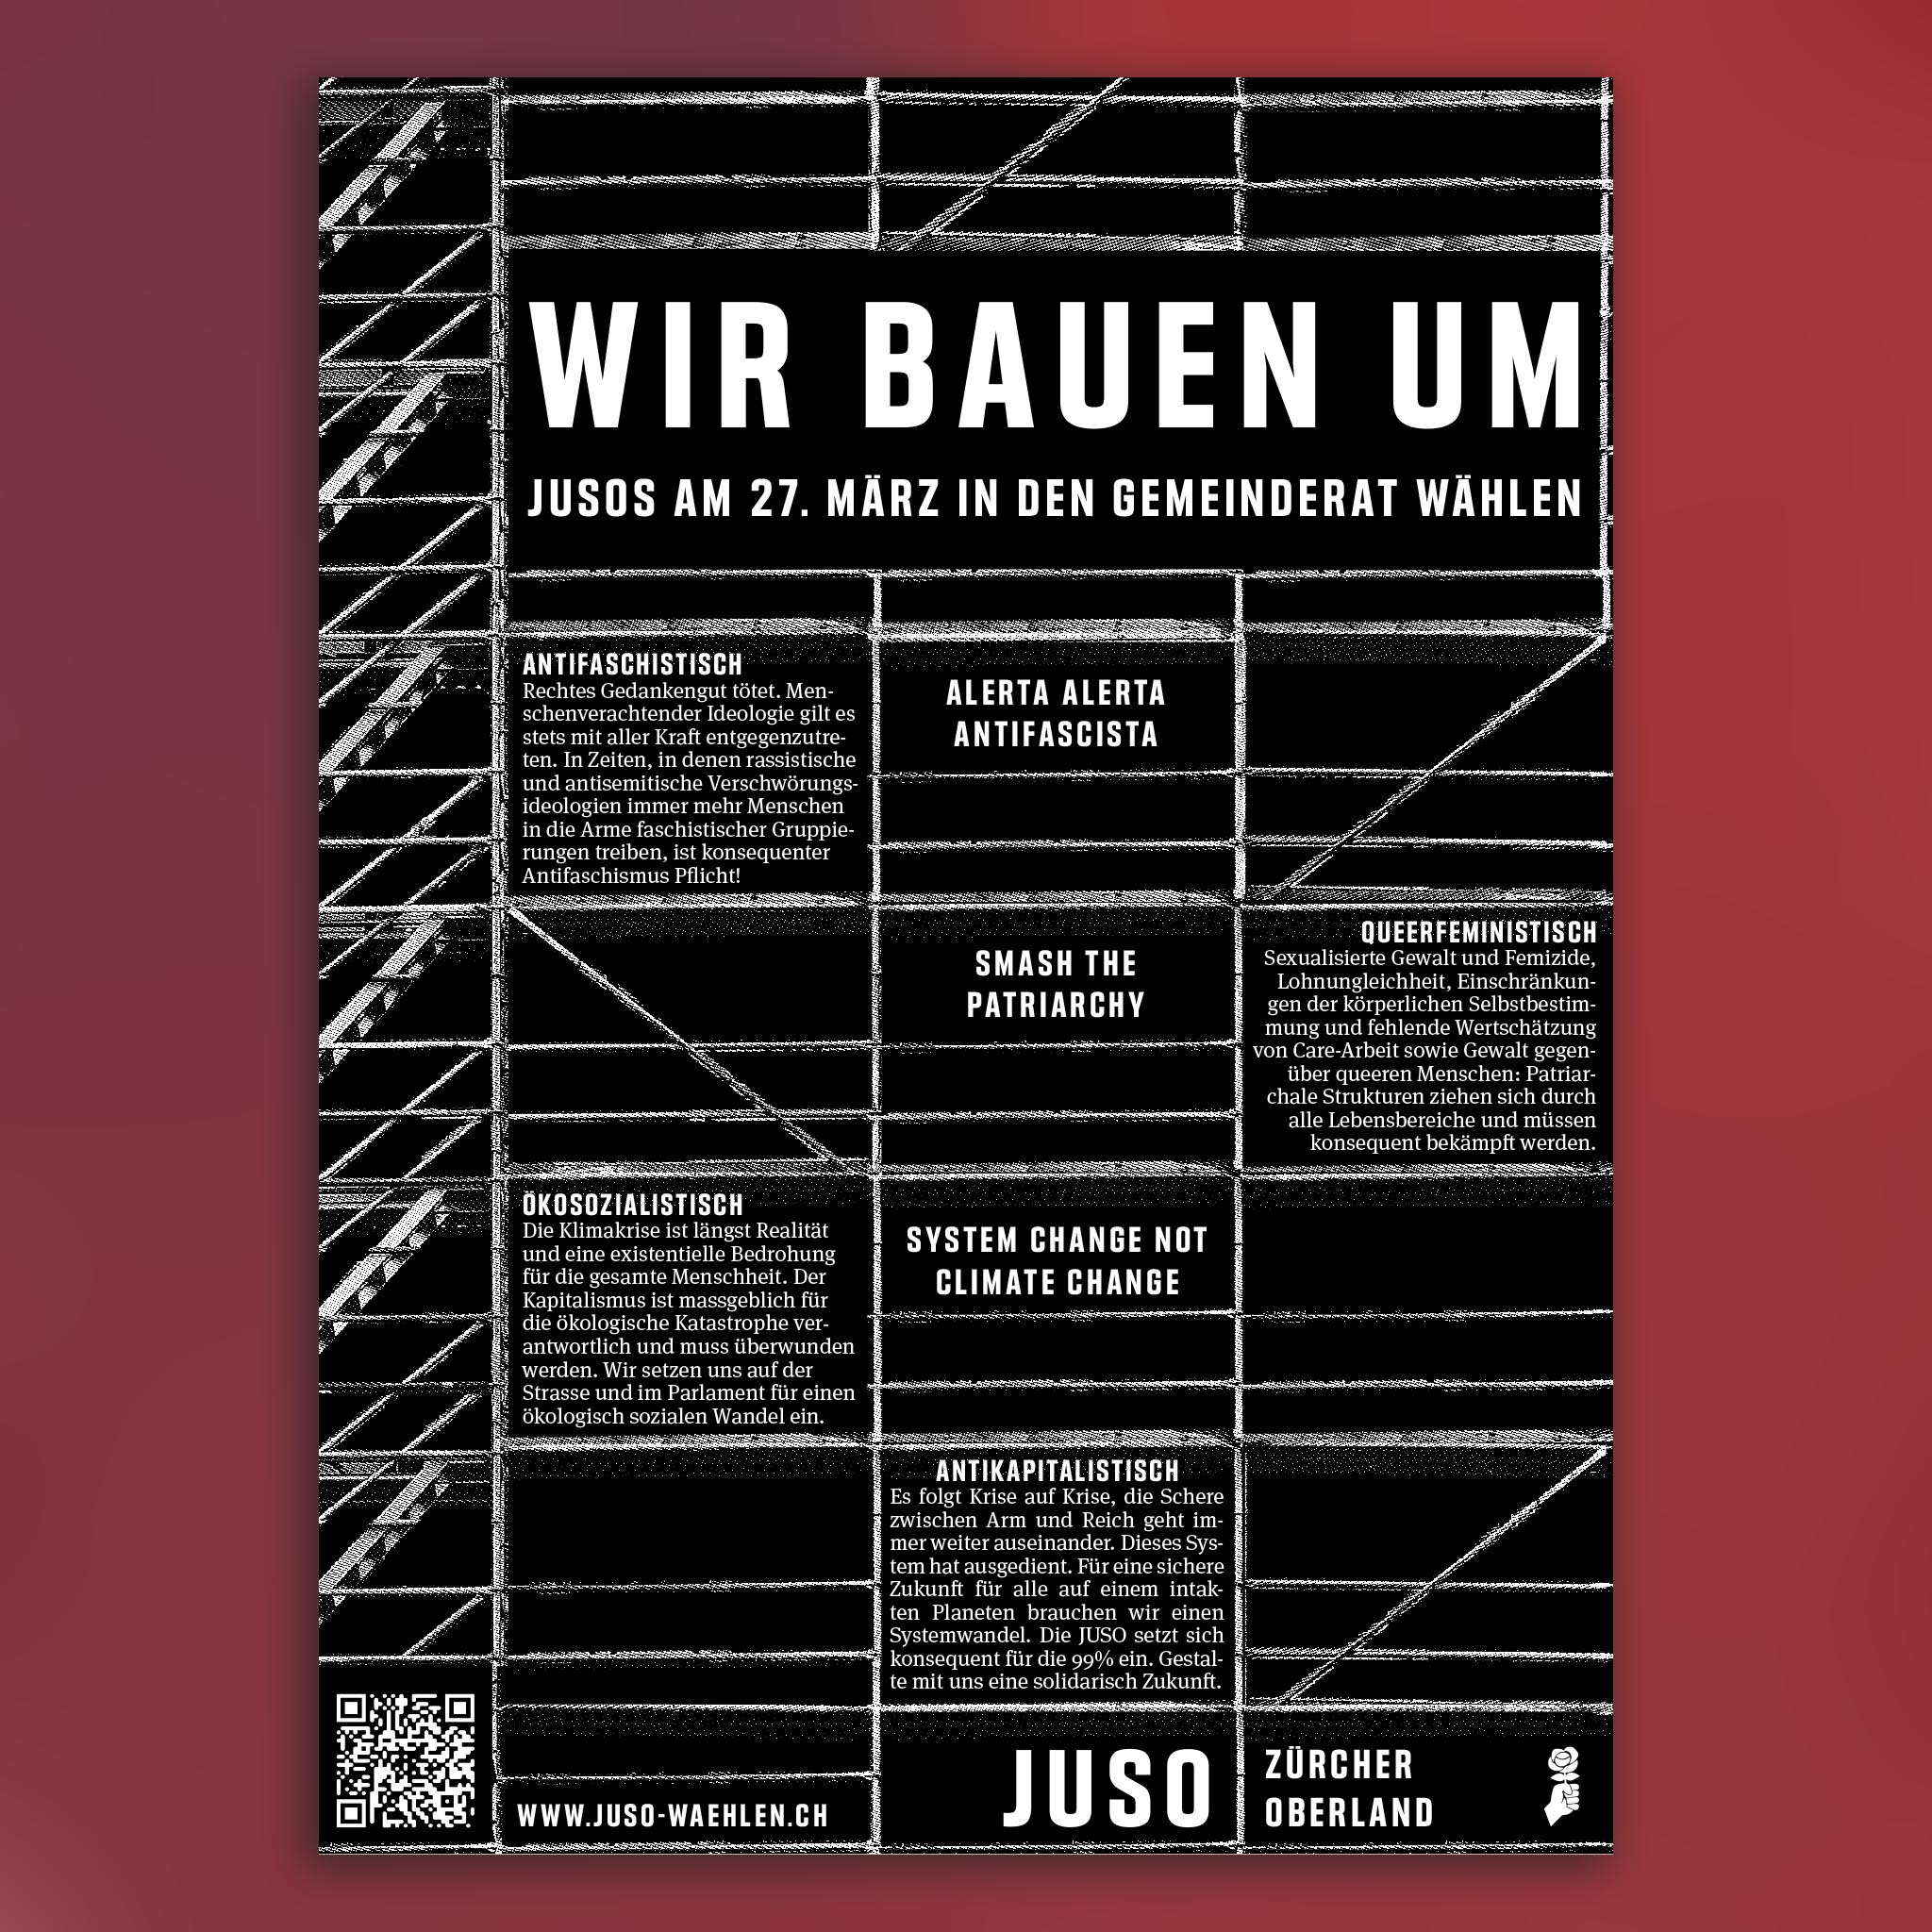 WIR BAUEN UM
JUSOS AM 27. MÄRZ IN DEN GEMEINDERAT WÄHLEN
ANTIFASCHISTISCH
Rechtes Gedankengut tötet. Men-
schenverachtender Ideologie gilt es
stets mit aller Kraft entgegenzutre-
ten. In Zeiten, in denen rassistische
und antisemitische Verschwörungs-
ideologien immer mehr Menschen
in die Arme faschistischer Gruppie-
rungen treiben, ist konsequenter
Antifaschismus Pflicht!
ALERTA ALERTA
ANTIFASCISTA
SMASH THE
PATRIARCHY
QUEERFEMINISTISCH
Sexualisierte Gewalt und Femizide,
Lohnungleichheit, Einschränkun-
gen der körperlichen Selbstbestim-
mung und fehlende Wertschätzung
von Care-Arbeit sowie Gewalt gegen-
über queeren Menschen: Patriar-
chale Strukturen ziehen sich durch
alle Lebensbereiche und müssen
konsequent bekämpft werden.
ÖKOSOZIALISTISCH
Die Klimakrise ist längst Realität
und eine existentielle Bedrohung
für die gesamte Menschheit. Der
Kapitalismus ist massgeblich für
die ökologische Katastrophe ver-
antwortlich und muss überwunden
werden. Wir setzen uns auf der
Strasse und im Parlament für einen
ökologisch sozialen Wandel ein.
SYSTEM CHANGE NOT
CLIMATE CHANGE
ANTIKAPITALISTISCH
Es folgt Krise auf Krise, die Schere
zwischen Arm und Reich geht im-
mer weiter auseinander. Dieses Sys-
tem hat ausgedient. Für eine sichere
Zukunft für alle auf einem intak-
ten Planeten brauchen wir einen
Systemwandel. Die JUSO setzt sich
konsequent für die 99% ein. Gestal-
te mit uns eine solidarisch Zukunft.
WWW.JUSO-WAEHLEN.CH
JUSO
ZÜRCHER
OBERLAND